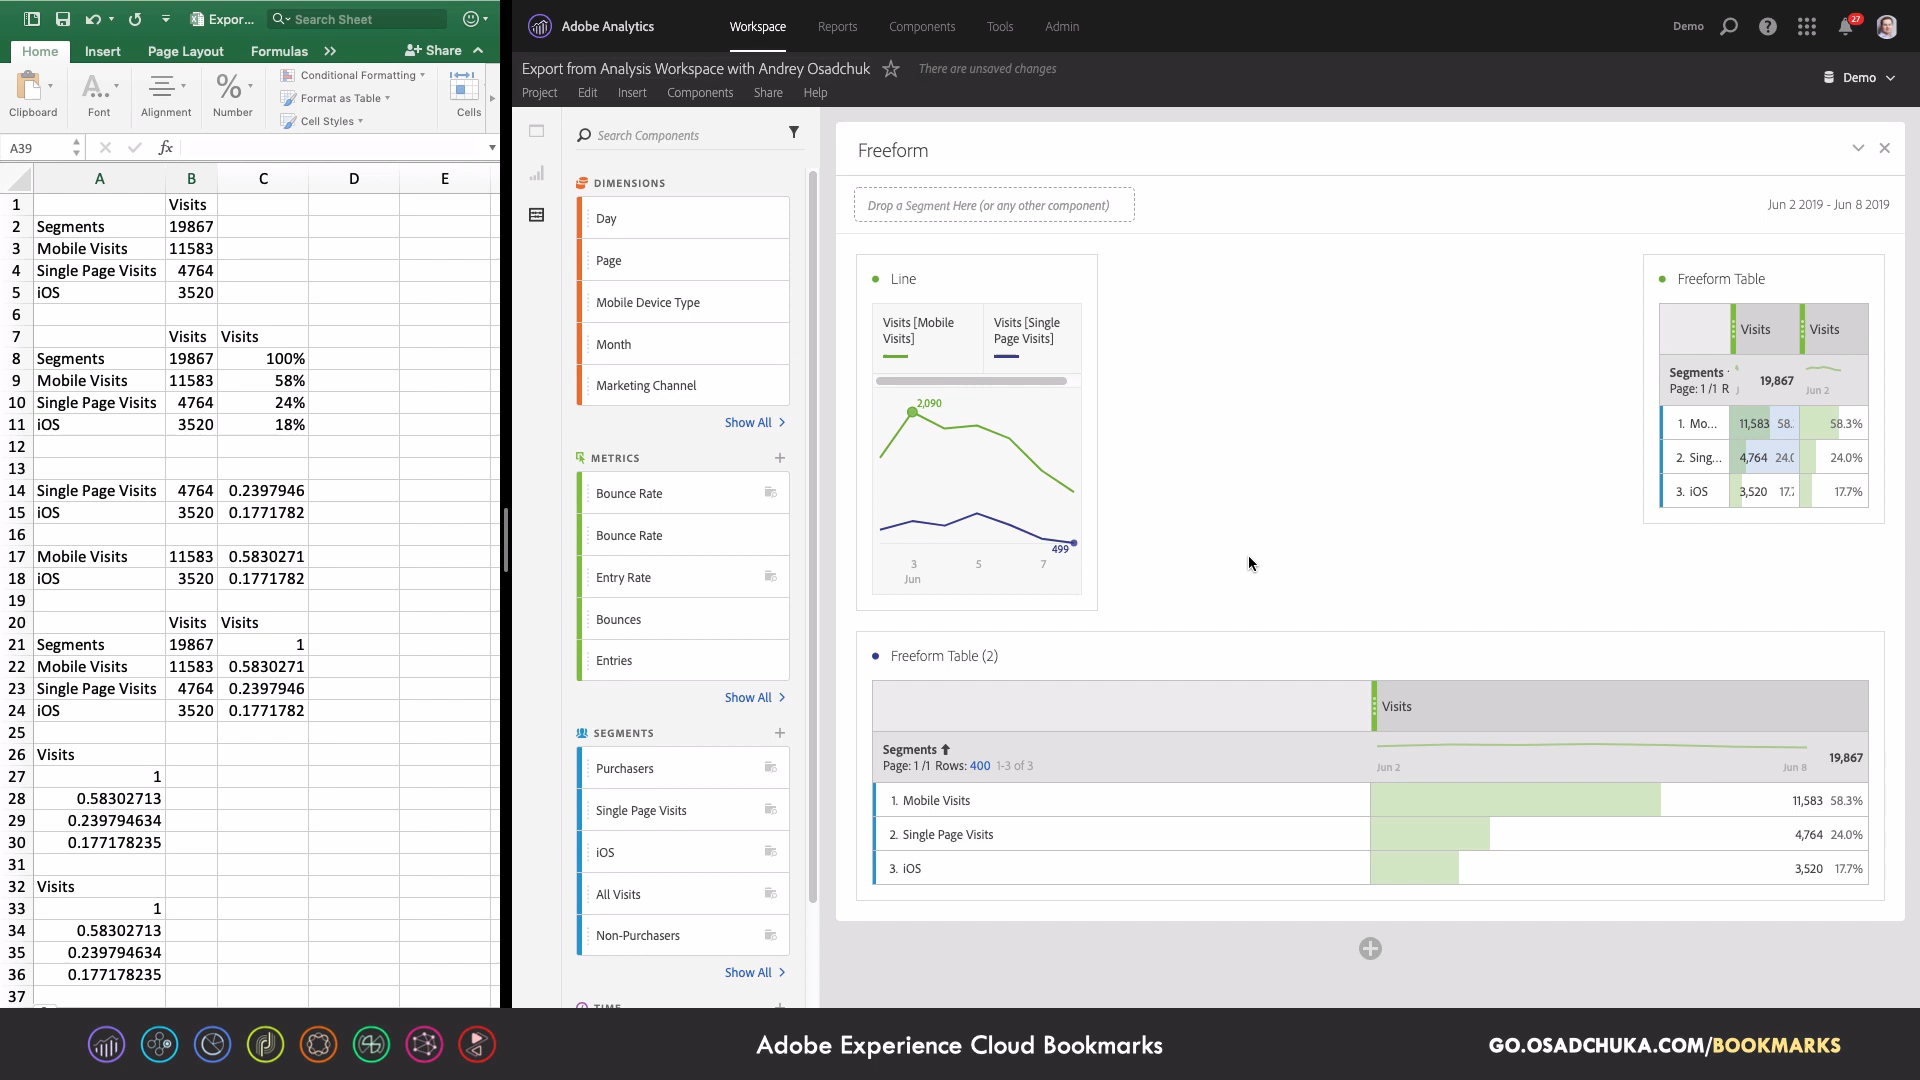 Expor...
Search Sheet
Home Insert Page Layout Formulas Share
Clipboard Font Alignment Number Conditional Formatting Format as Table Cell Styles Cells
A39 fx
A B C D E
1 Visits
2 Segments 19867
3 Mobile Visits 11583
4 Single Page Visits 4764
5 iOS 3520
6
7 Visits Visits
8 Segments 19867 100%
9 Mobile Visits 11583 58%
10 Single Page Visits 4764 24%
11 iOS 3520 18%
12
13
14 Single Page Visits 4764 0.2397946
15 iOS 3520 0.1771782
16
17 Mobile Visits 11583 0.5830271
18 iOS 3520 0.1771782
19
20 Visits Visits
21 Segments 19867 1
22 Mobile Visits 11583 0.5830271
23 Single Page Visits 4764 0.2397946
24 iOS 3520 0.1771782
25
26 Visits
27 1
28 0.58302713
29 0.239794634
30 0.177178235
31
32 Visits
33 1
34 0.58302713
35 0.239794634
36 0.177178235
37
Adobe Analytics Workspace Reports Components Tools Admin Demo 27
Export from Analysis Workspace with Andrey Osadchuk There are unsaved changes
Project Edit Insert Components Share Help
Demo
Search Components
DIMENSIONS
Day
Page
Mobile Device Type
Month
Marketing Channel
Show All
METRICS
Bounce Rate
Bounce Rate
Entry Rate
Bounces
Entries
Show All
SEGMENTS
Purchasers
Single Page Visits
iOS
All Visits
Non-Purchasers
Show All
TIME
Freeform
Drop a Segment Here (or any other component)
Jun 2 2019 - Jun 8 2019
Line
Visits [Mobile
Visits]
Visits [Single
Page Visits]
2,090
499
3 5 7
Jun
Freeform Table
Visits Visits
Segments
Page: 1 /1 R 19,867 Jun 2
1. Mo... 11,583 58. 58.3%
2. Sing... 4,764 24.0 24.0%
3. iOS 3,520 17.7 17.7%
Freeform Table (2)
Visits
Segments
Page: 1 /1 Rows: 400 1-3 of 3
Jun 2 Jun 8 19,867
1. Mobile Visits 11,583 58.3%
2. Single Page Visits 4,764 24.0%
3. iOS 3,520 17.7%
Adobe Experience Cloud Bookmarks
GO.OSADCHUKA.COM/BOOKMARKS